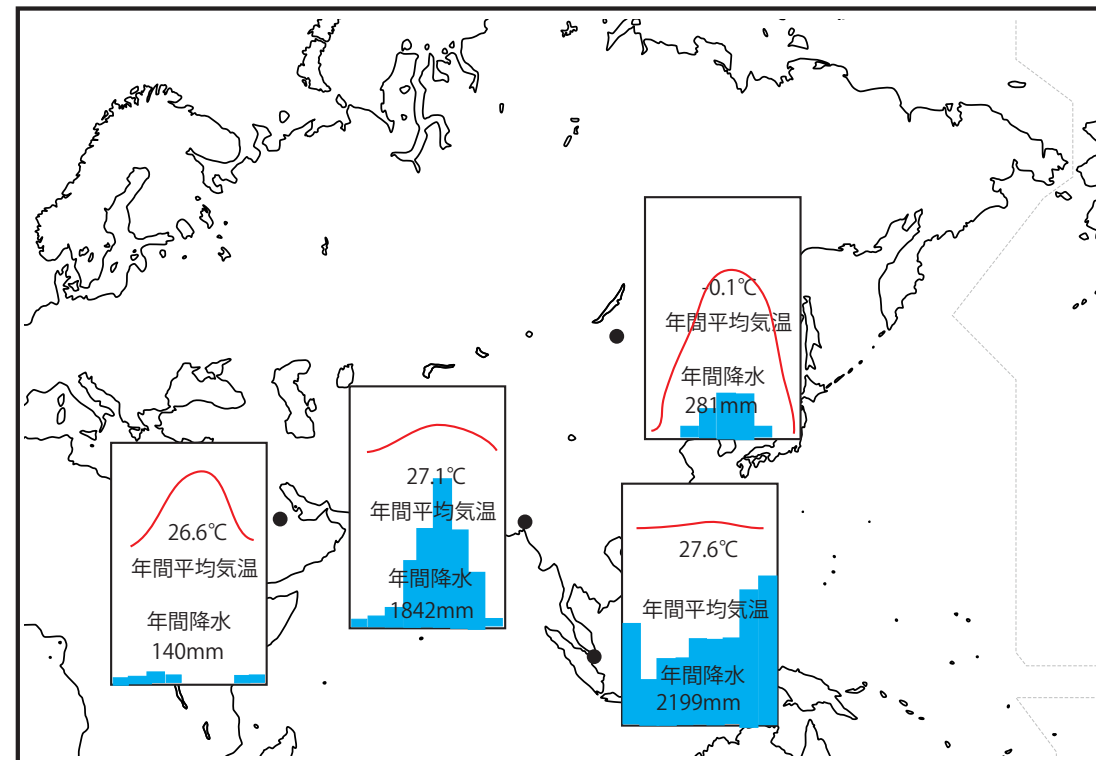 -0.1℃
年間平均気温
年間降水
281mm
27.1℃
年間平均気温
年間降水
1842mm
26.6℃
年間平均気温
年間降水
140mm
27.6℃
年間平均気温
年間降水
2199mm